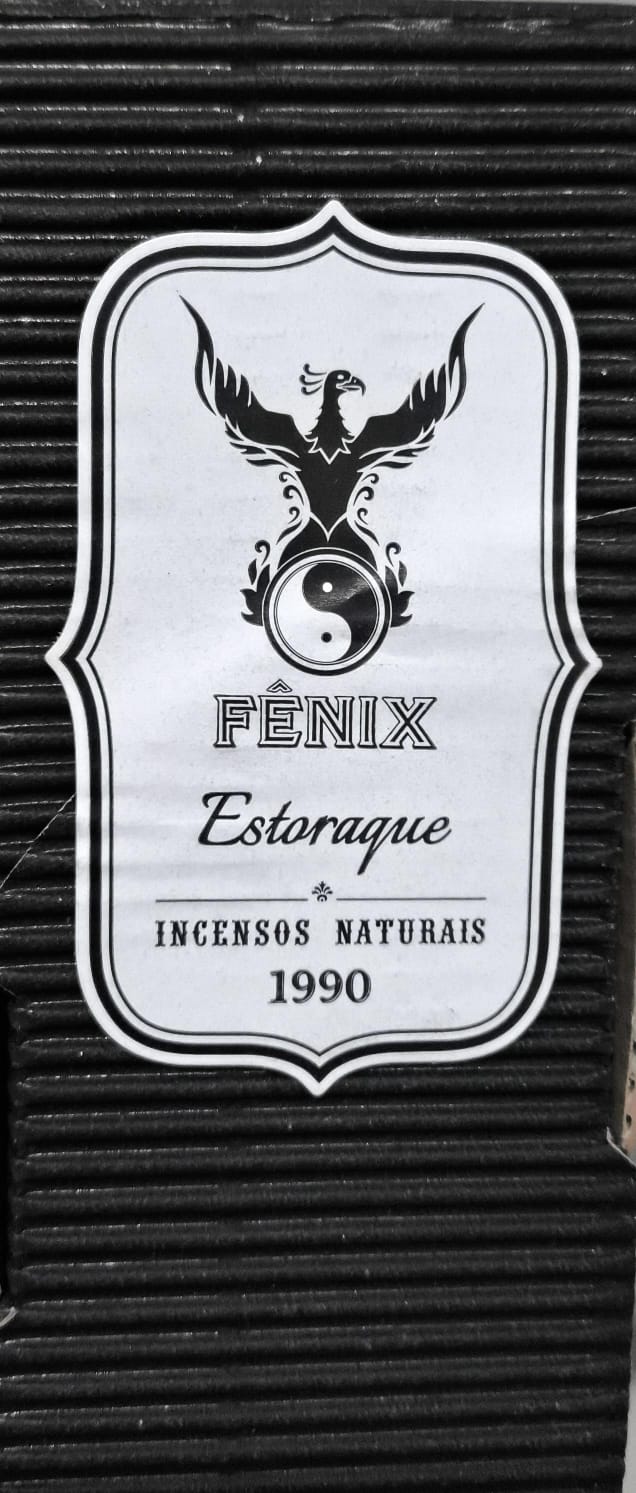 FÊNIX
Estoraque
INCENSOS NATURAIS
1990